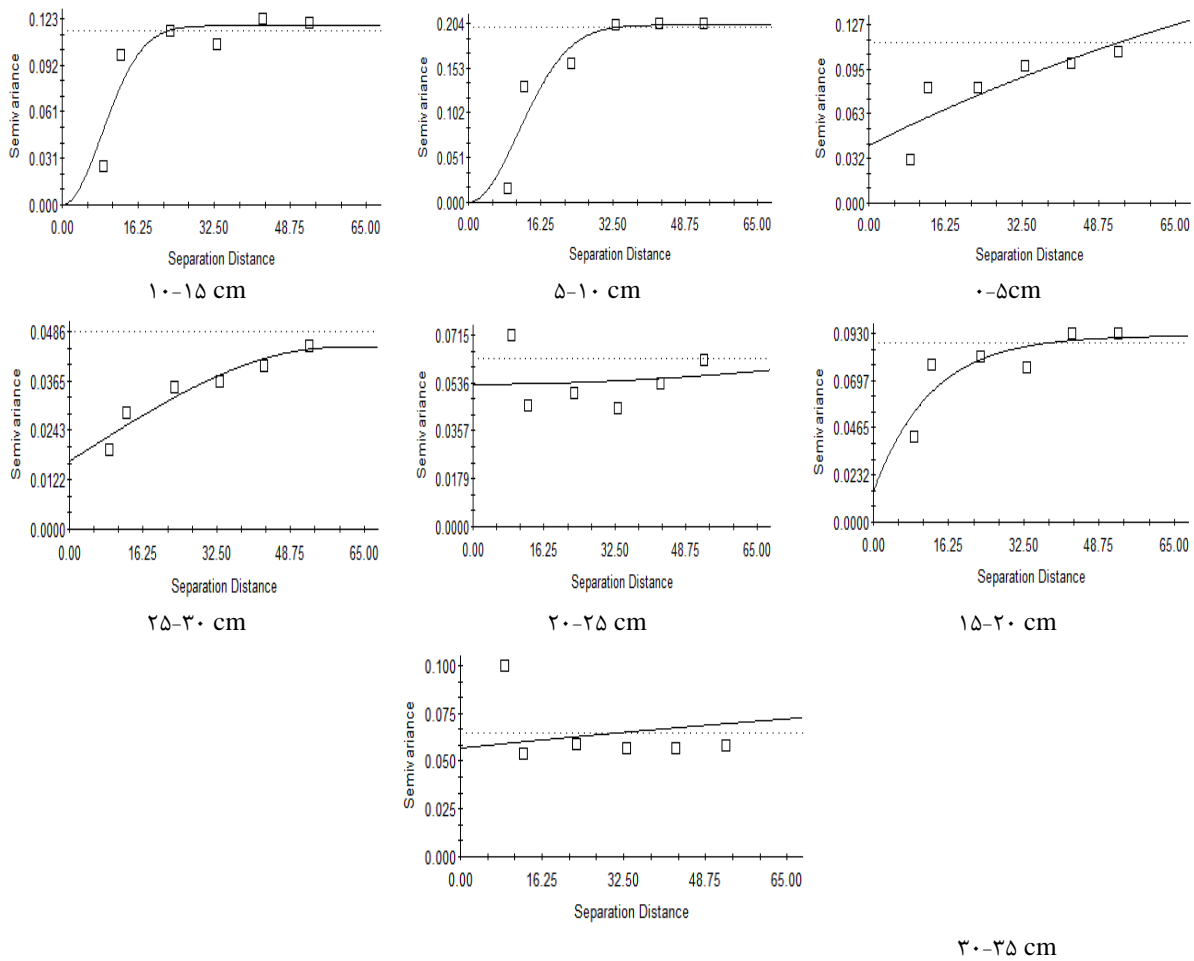 0.123
0.092
0.061
0.031
0.000
Semivariance
0.00 16.25 32.50 48.75 65.00
Separation Distance
۱۰-۱۵ cm
0.204
0.153
0.102
0.051
0.000
Semivariance
0.00 16.25 32.50 48.75 65.00
Separation Distance
۵-۱۰ cm
0.127
0.095
0.063
0.032
0.000
Semivariance
0.00 16.25 32.50 48.75 65.00
Separation Distance
۰-۵cm
0.0486
0.0365
0.0243
0.0122
0.0000
Semivariance
0.00 16.25 32.50 48.75 65.00
Separation Distance
۲۵-۳۰ cm
0.0715
0.0536
0.0357
0.0179
0.0000
Semivariance
0.00 16.25 32.50 48.75 65.00
Separation Distance
۲۰-۲۵ cm
0.0930
0.0697
0.0465
0.0232
0.0000
Semivariance
0.00 16.25 32.50 48.75 65.00
Separation Distance
۱۵-۲۰ cm
0.100
0.075
0.050
0.025
0.000
Semivariance
0.00 16.25 32.50 48.75 65.00
Separation Distance
۳۰-۳۵ cm